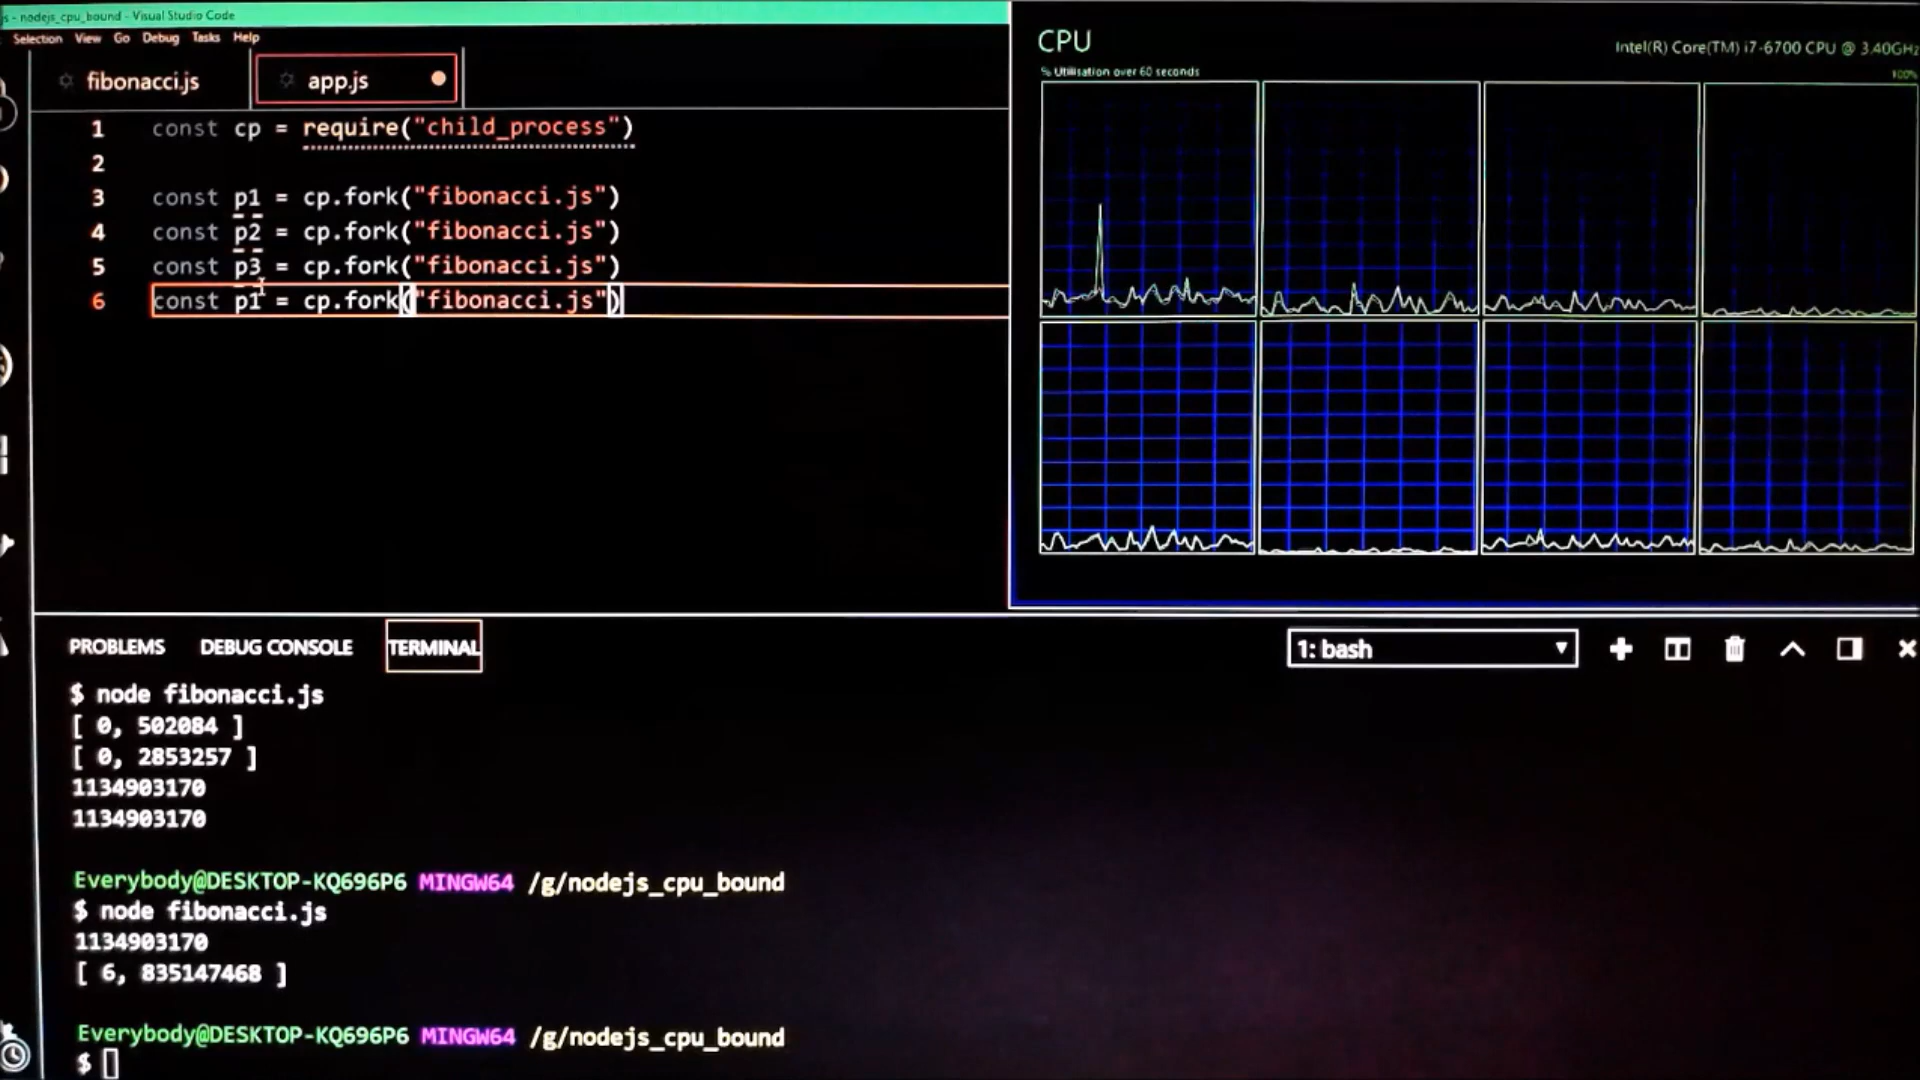 s - nodejs_cpu_bound - Visual Studio Code
Selection View Go Debug Tasks Help
fibonacci.js
app.js
1 const cp = require("child_process")
2
3 const p1 = cp.fork("fibonacci.js")
4 const p2 = cp.fork("fibonacci.js")
5 const p3 = cp.fork("fibonacci.js")
6 const p1 = cp.fork("fibonacci.js")
CPU
Intel(R) Core(TM) i7-6700 CPU @ 3.40GHz
% Utilisation over 60 seconds
100%
PROBLEMS DEBUG CONSOLE TERMINAL
1: bash
$ node fibonacci.js
[ 0, 502084 ]
[ 0, 2853257 ]
1134903170
1134903170
Everybody@DESKTOP-KQ696P6 MINGW64 /g/nodejs_cpu_bound
$ node fibonacci.js
1134903170
[ 6, 835147468 ]
Everybody@DESKTOP-KQ696P6 MINGW64 /g/nodejs_cpu_bound
$